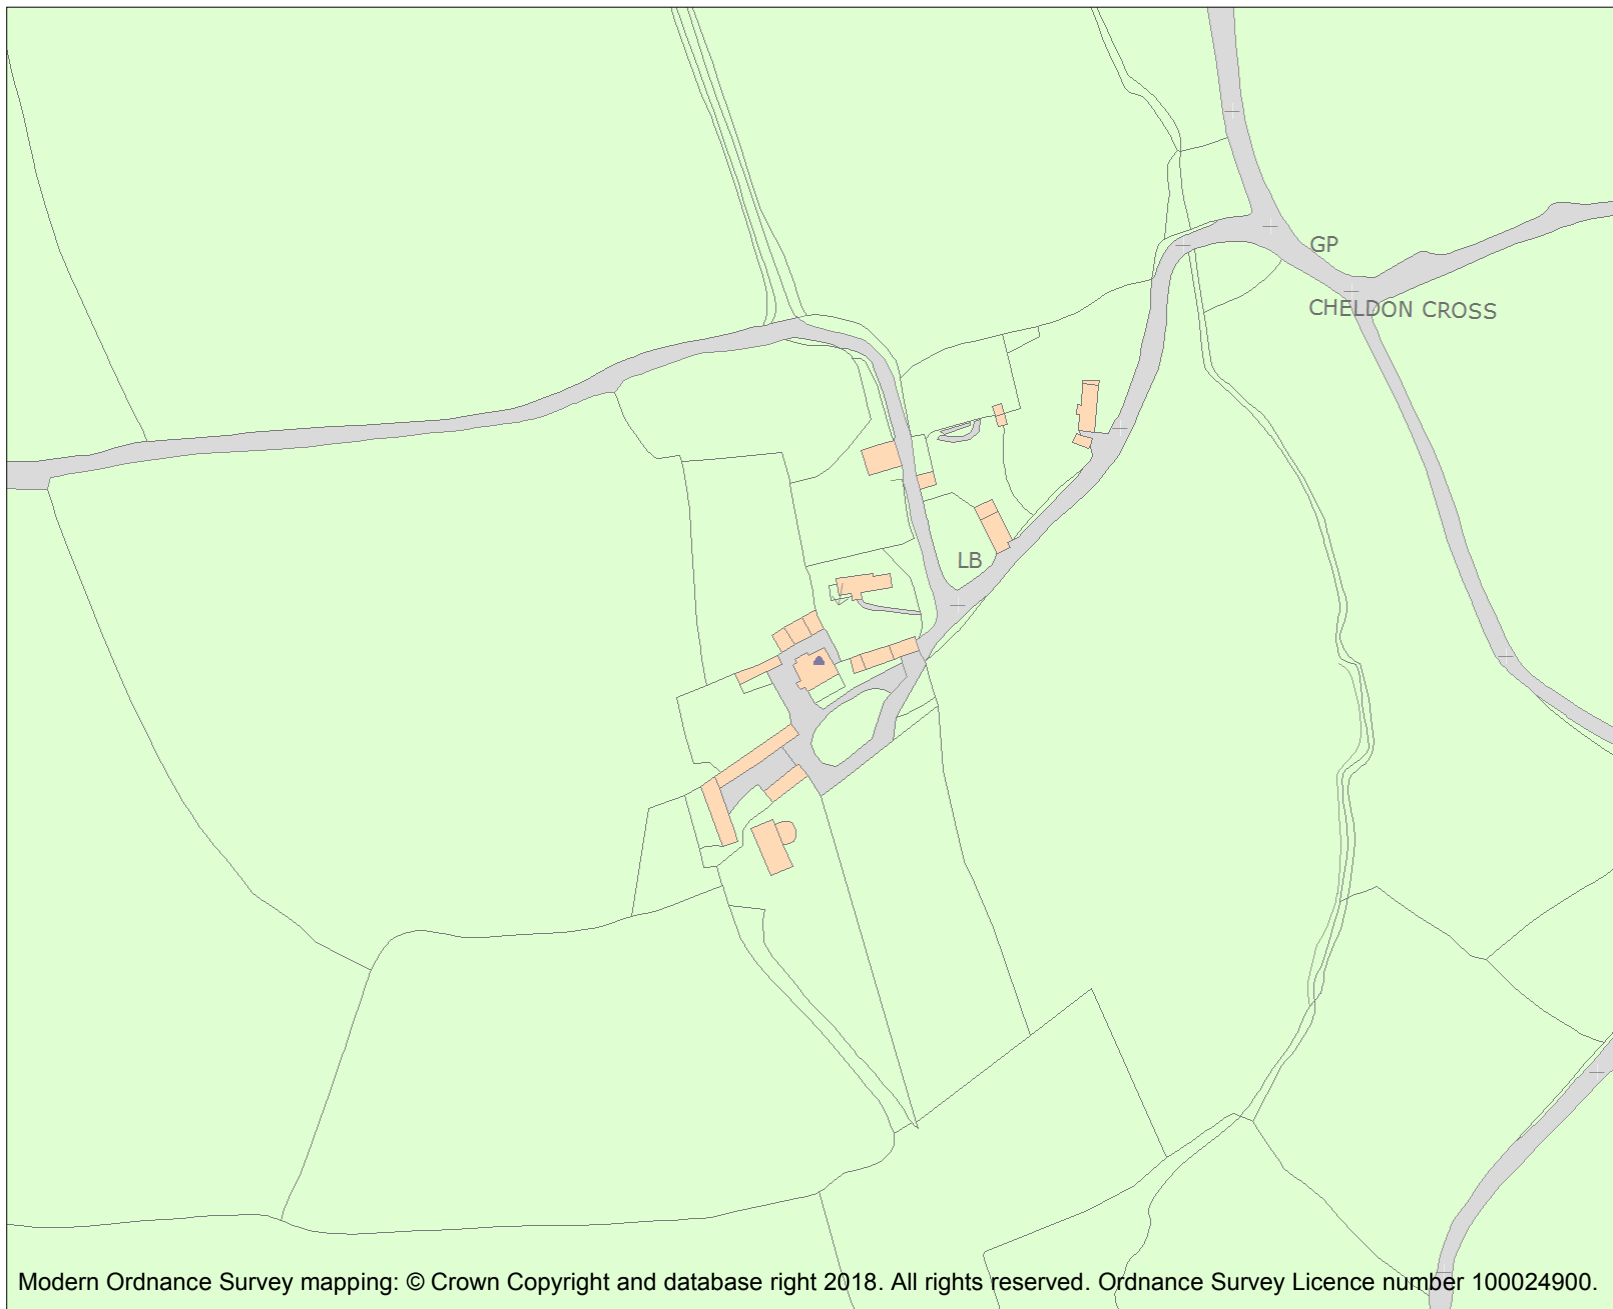 GP
CHELDON CROSS
LB
Modern Ordnance Survey mapping: © Crown Copyright and database right 2018. All rights reserved. Ordnance Survey Licence number 100024900.